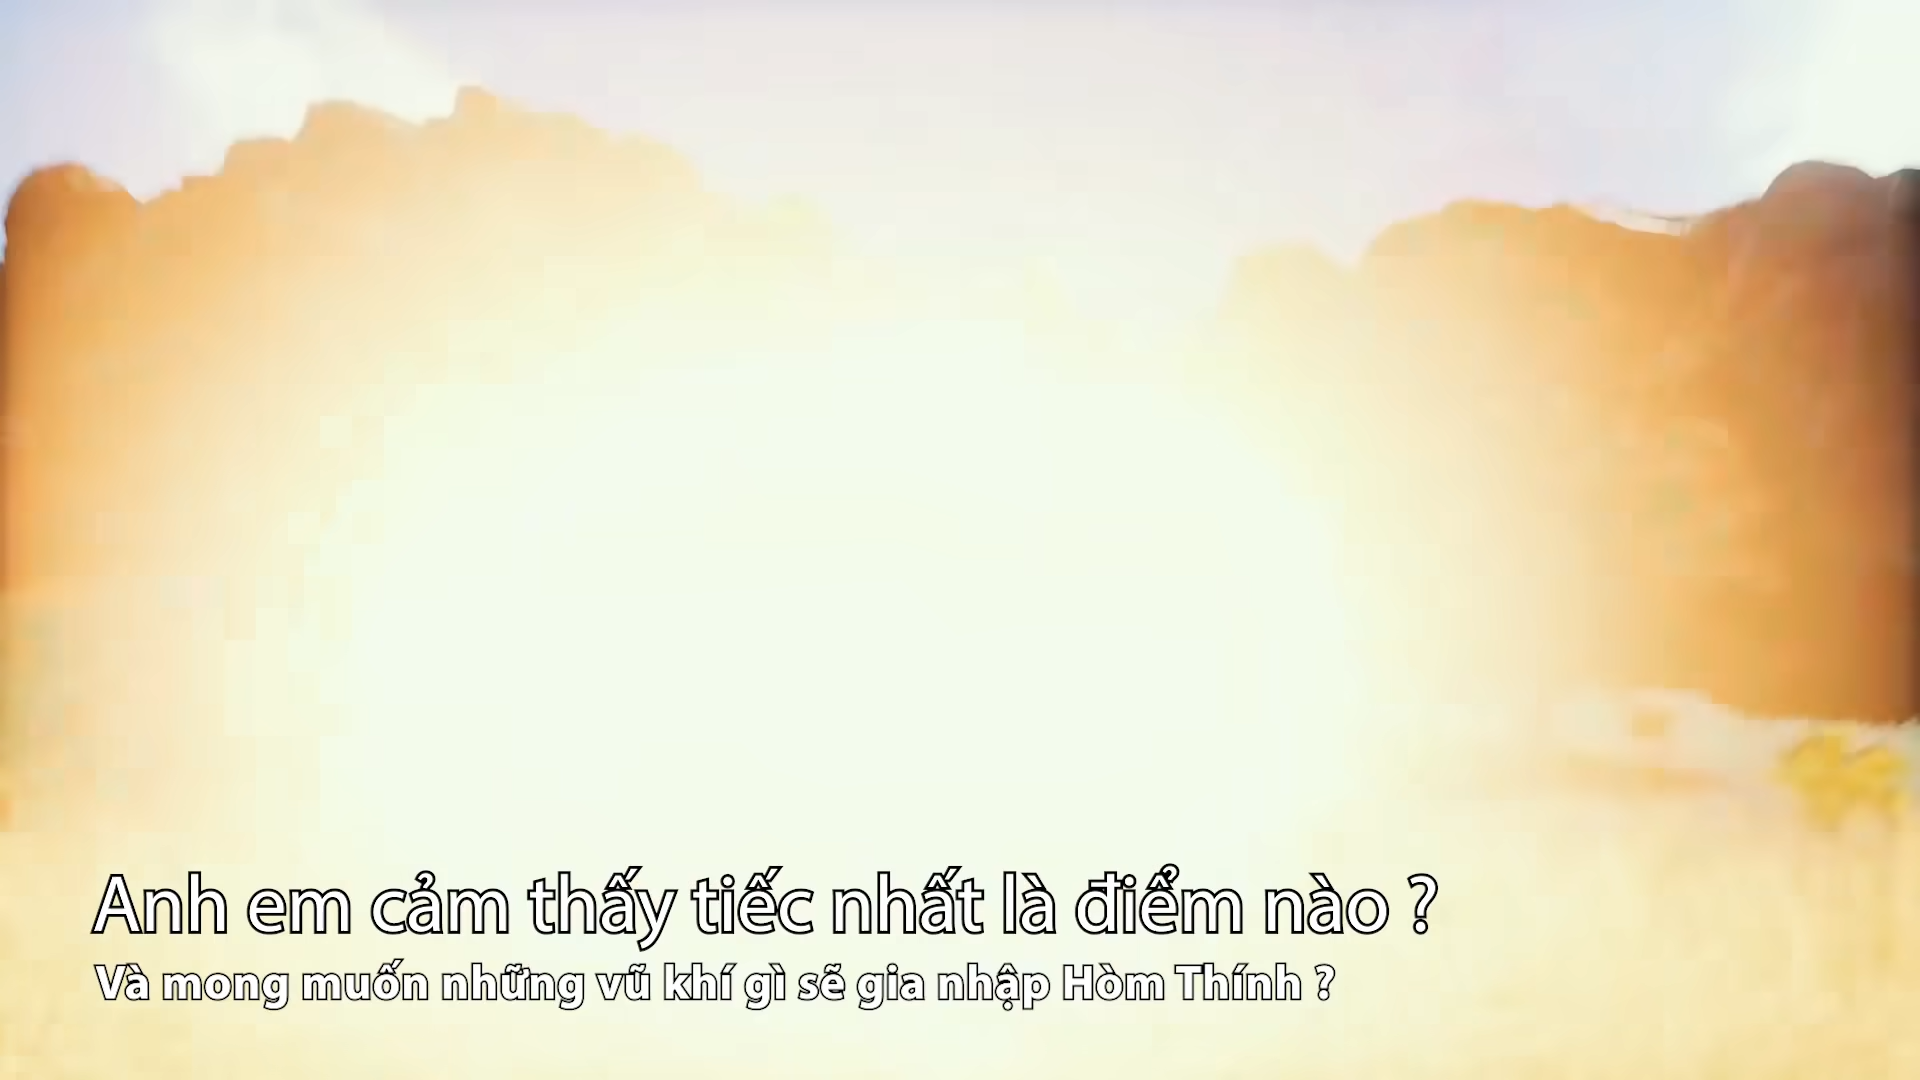 Anh em cảm thấy tiếc nhất là điểm nào ?
Và mong muốn những vũ khí gì sẽ gia nhập Hòm Thính ?